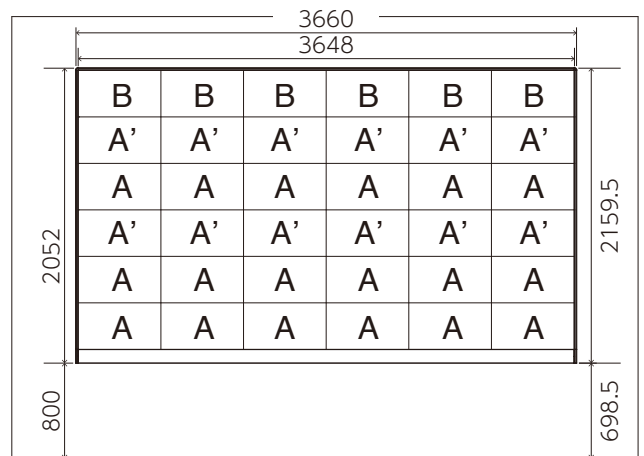 3660
3648
B B B B B B
A’ A’ A’ A’ A’ A’
A A A A A A
A’ A’ A’ A’ A’ A’
A A A A A A
A A A A A A
2052
2159.5
800
698.5